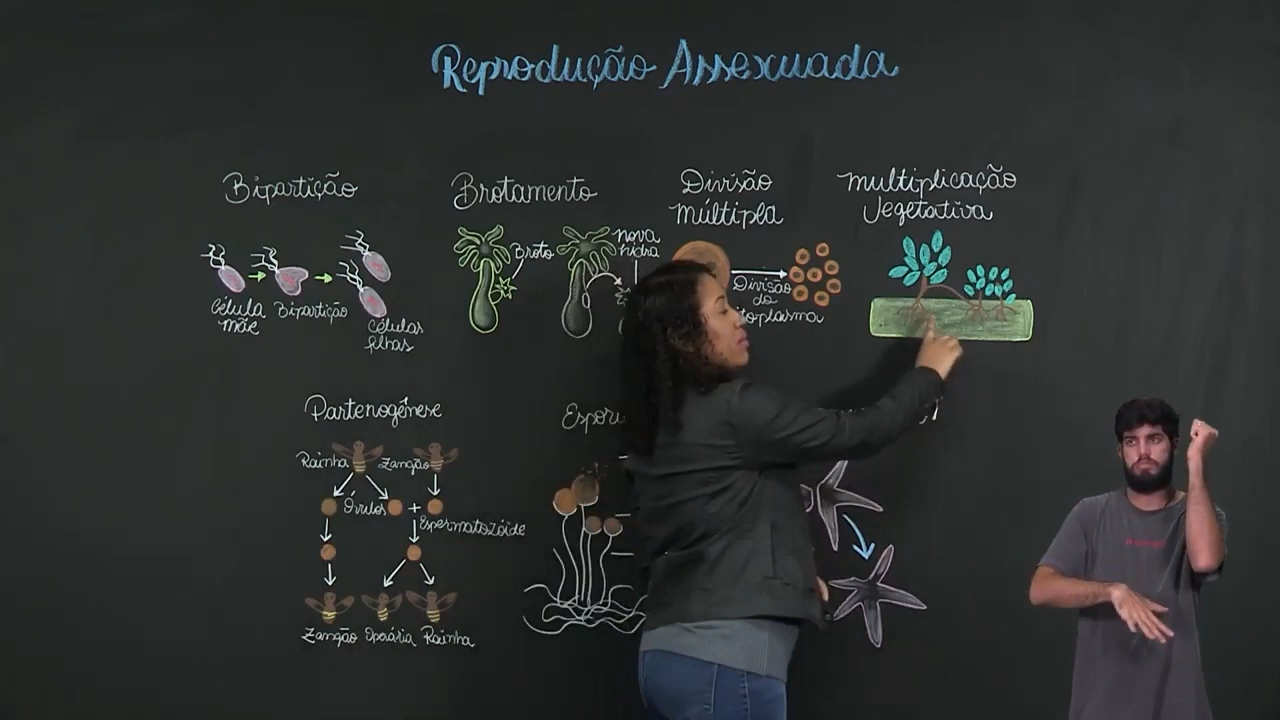 Reprodução Assexuada
Bipartição
Célula
mãe
Bipartição
Células
filhas
Brotamento
Broto
nova
hidra
Divisão
Múltipla
Divisão
do
Multiplicação
Vegetativa
Partenogênese
Rainha
Zangão
Óvulos
+
Espermatozóide
Zangão Operária Rainha